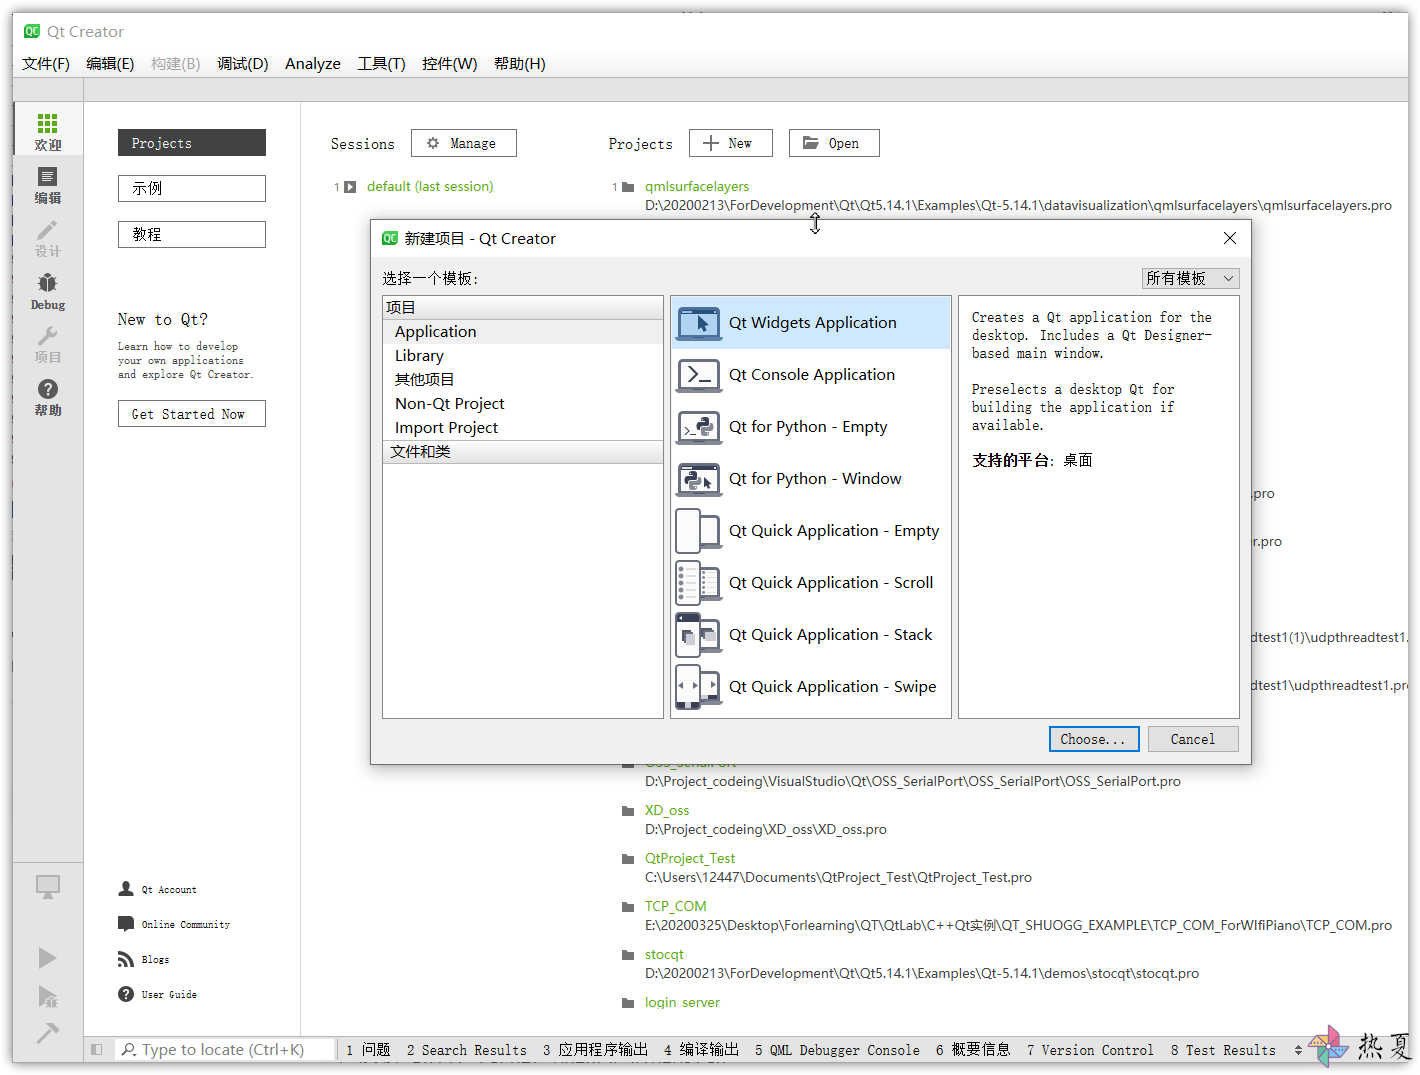 Qt Creator
文件(F) 编辑(E) 构建(B) 调试(D) Analyze 工具(T) 控件(W) 帮助(H)
欢迎
编辑
设计
Debug
项目
帮助
Projects
示例
教程
New to Qt?
Learn how to develop
your own applications
and explore Qt Creator.
Get Started Now
Qt Account
Online Community
Blogs
User Guide
Sessions Manage
1 default (last session)
Projects New Open
1 qmlsurfacelayers
D:\20200213\ForDevelopment\Qt\Qt5.14.1\Examples\Qt-5.14.1\datavisualization\qmlsurfacelayers\qmlsurfacelayers.pro
新建项目 - Qt Creator
选择一个模板:
所有模板
项目
Application
Library
其他项目
Non-Qt Project
Import Project
文件和类
Qt Widgets Application
Qt Console Application
Qt for Python - Empty
Qt for Python - Window
Qt Quick Application - Empty
Qt Quick Application - Scroll
Qt Quick Application - Stack
Qt Quick Application - Swipe
Creates a Qt application for the
desktop. Includes a Qt Designer-
based main window.
Preselects a desktop Qt for
building the application if
available.
支持的平台: 桌面
Choose... Cancel
.pro
r.pro
dtest1(1)\udpthreadtest1.
dtest1\udpthreadtest1.pr
OSS_SerialPort
D:\Project_codeing\VisualStudio\Qt\OSS_SerialPort\OSS_SerialPort\OSS_SerialPort.pro
XD_oss
D:\Project_codeing\XD_oss\XD_oss.pro
QtProject_Test
C:\Users\12447\Documents\QtProject_Test\QtProject_Test.pro
TCP_COM
E:\20200325\Desktop\Forlearning\QT\QtLab\C++Qt实例\QT_SHUOGG_EXAMPLE\TCP_COM_ForWIfiPiano\TCP_COM.pro
stocqt
D:\20200213\ForDevelopment\Qt\Qt5.14.1\Examples\Qt-5.14.1\demos\stocqt\stocqt.pro
login server
Type to locate (Ctrl+K) 1 问题 2 Search Results 3 应用程序输出 4 编译输出 5 QML Debugger Console 6 概要信息 7 Version Control 8 Test Results
热夏